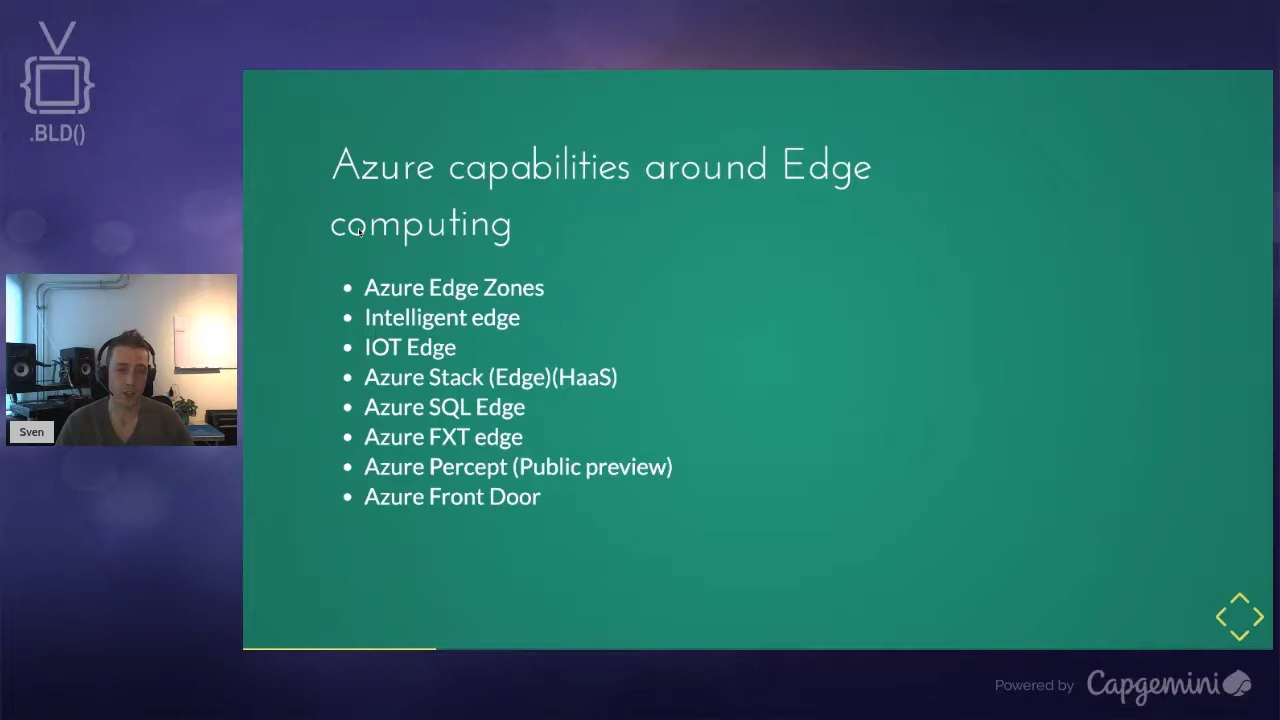 .BLD()
Azure capabilities around Edge
computing
Azure Edge Zones
Intelligent edge
IOT Edge
Azure Stack (Edge)(HaaS)
Azure SQL Edge
Azure FXT edge
Azure Percept (Public preview)
Azure Front Door
Sven
Powered by Capgemini